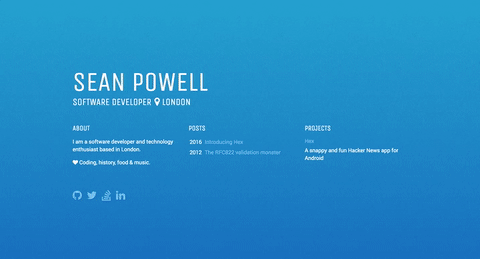 SEAN POWELL
SOFTWARE DEVELOPER LONDON
ABOUT
I am a software developer and technology
enthusiast based in London.
Coding, history, food & music.
POSTS
2016 Introducing Hex
2012 The RFC822 validation monster
PROJECTS
Hex
A snappy and fun Hacker News app for
Android